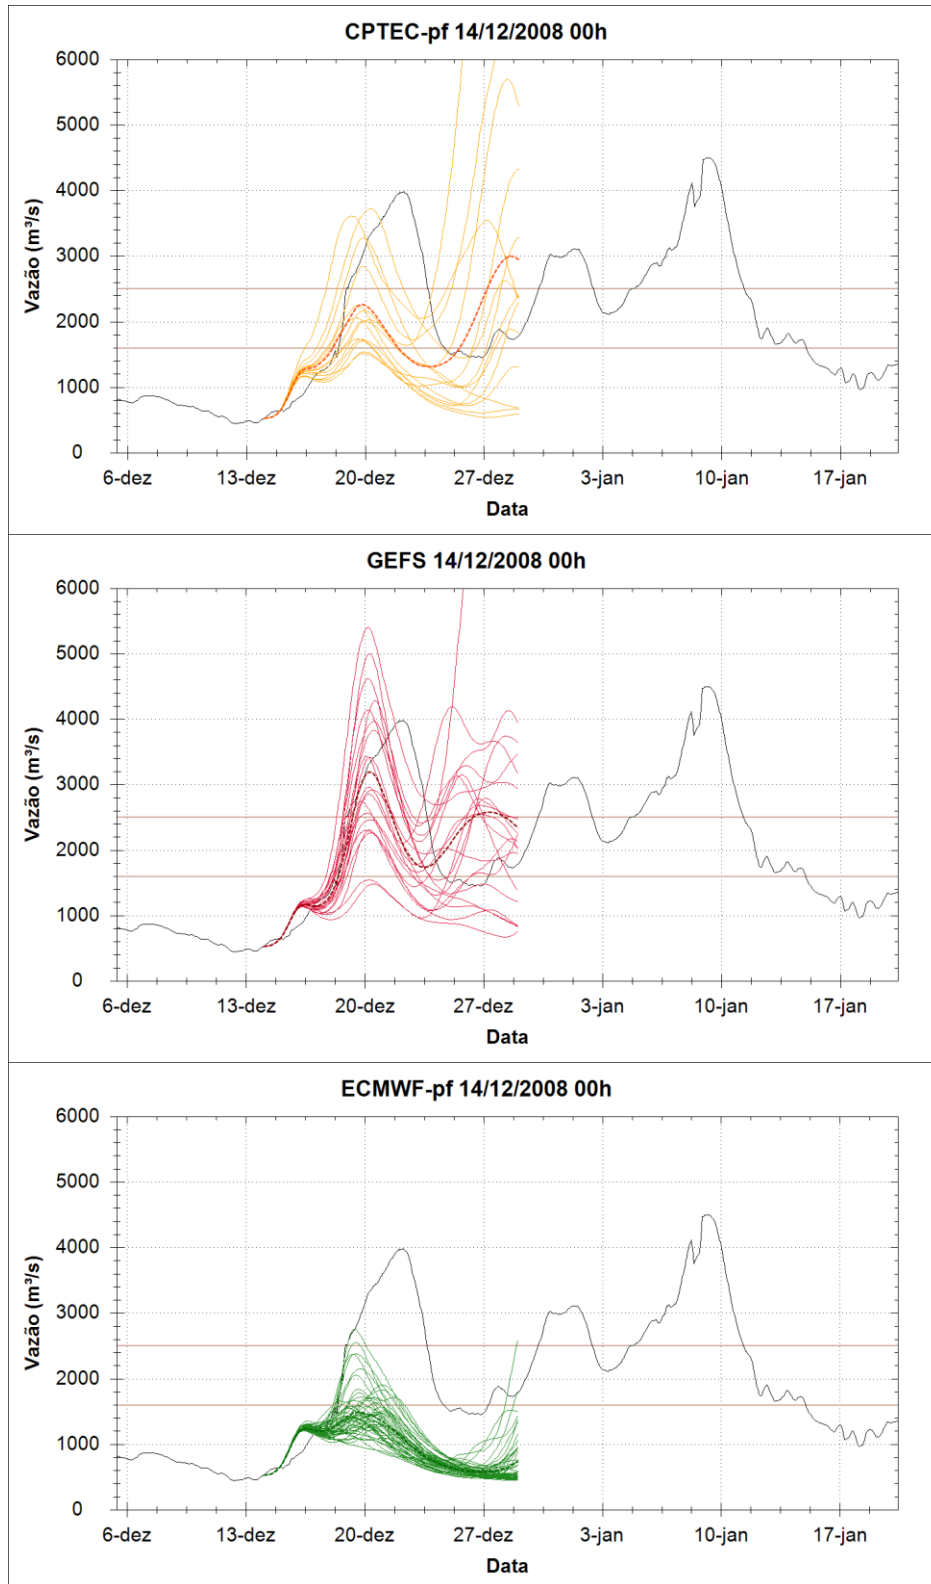 CPTEC-pf 14/12/2008 00h
Vazão (m³/s)
6000
5000
4000
3000
2000
1000
0
6-dez 13-dez 20-dez 27-dez 3-jan 10-jan 17-jan
Data
GEFS 14/12/2008 00h
Vazão (m³/s)
6000
5000
4000
3000
2000
1000
0
6-dez 13-dez 20-dez 27-dez 3-jan 10-jan 17-jan
Data
ECMWF-pf 14/12/2008 00h
Vazão (m³/s)
6000
5000
4000
3000
2000
1000
0
6-dez 13-dez 20-dez 27-dez 3-jan 10-jan 17-jan
Data